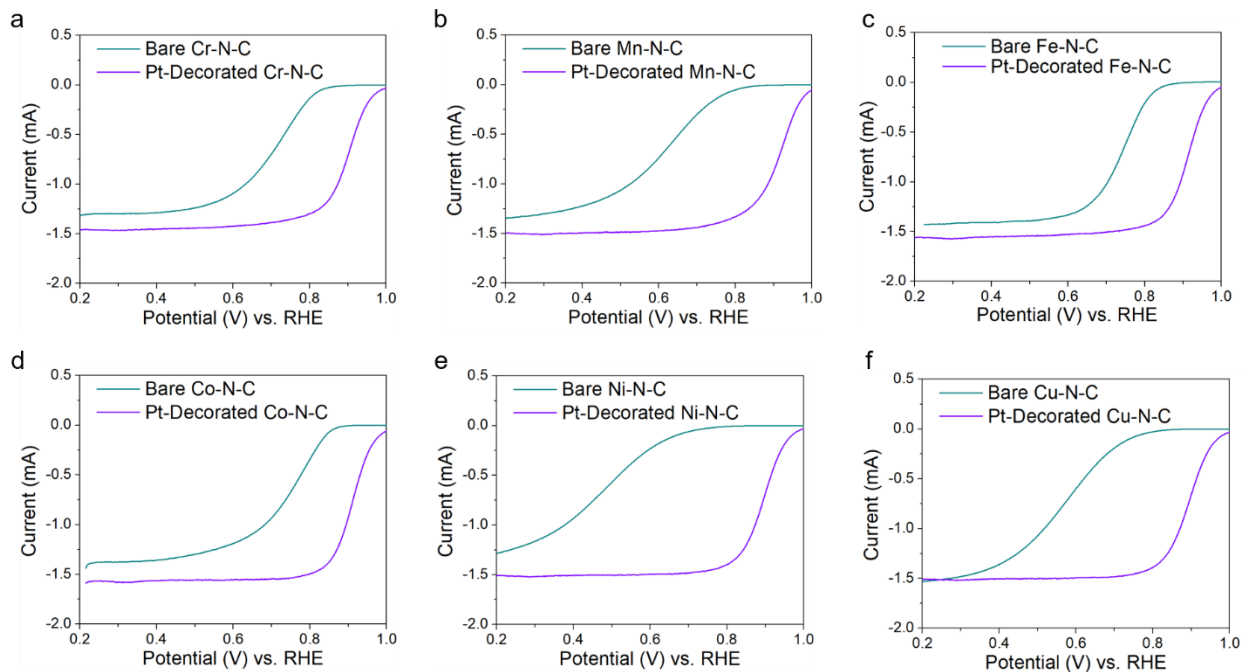 a
0.5
Bare Cr-N-C
Pt-Decorated Cr-N-C
0.0
-0.5
-1.0
-1.5
-2.0
0.2 0.4 0.6 0.8 1.0
Current (mA)
Potential (V) vs. RHE
b
0.5
Bare Mn-N-C
Pt-Decorated Mn-N-C
0.0
-0.5
-1.0
-1.5
-2.0
0.2 0.4 0.6 0.8 1.0
Current (mA)
Potential (V) vs. RHE
c
0.5
Bare Fe-N-C
Pt-Decorated Fe-N-C
0.0
-0.5
-1.0
-1.5
-2.0
0.2 0.4 0.6 0.8 1.0
Current (mA)
Potential (V) vs. RHE
d
0.5
Bare Co-N-C
Pt-Decorated Co-N-C
0.0
-0.5
-1.0
-1.5
-2.0
0.2 0.4 0.6 0.8 1.0
Current (mA)
Potential (V) vs. RHE
e
0.5
Bare Ni-N-C
Pt-Decorated Ni-N-C
0.0
-0.5
-1.0
-1.5
-2.0
0.2 0.4 0.6 0.8 1.0
Current (mA)
Potential (V) vs. RHE
f
0.5
Bare Cu-N-C
Pt-Decorated Cu-N-C
0.0
-0.5
-1.0
-1.5
-2.0
0.2 0.4 0.6 0.8 1.0
Current (mA)
Potential (V) vs. RHE